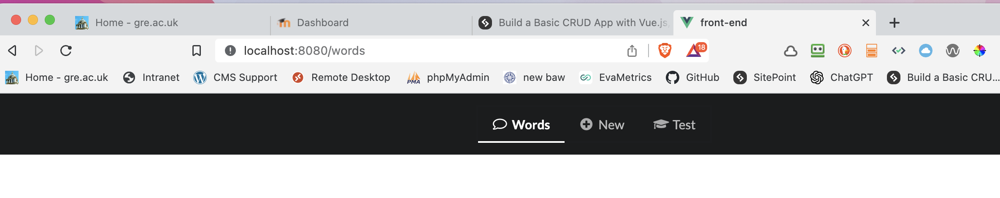 Home - gre.ac.uk Dashboard Build a Basic CRUD App with Vue.js, front-end
localhost:8080/words 18
Home - gre.ac.uk Intranet CMS Support Remote Desktop PMA phpMyAdmin new baw EvaMetrics GitHub SitePoint ChatGPT Build a Basic CRU...
Words New Test